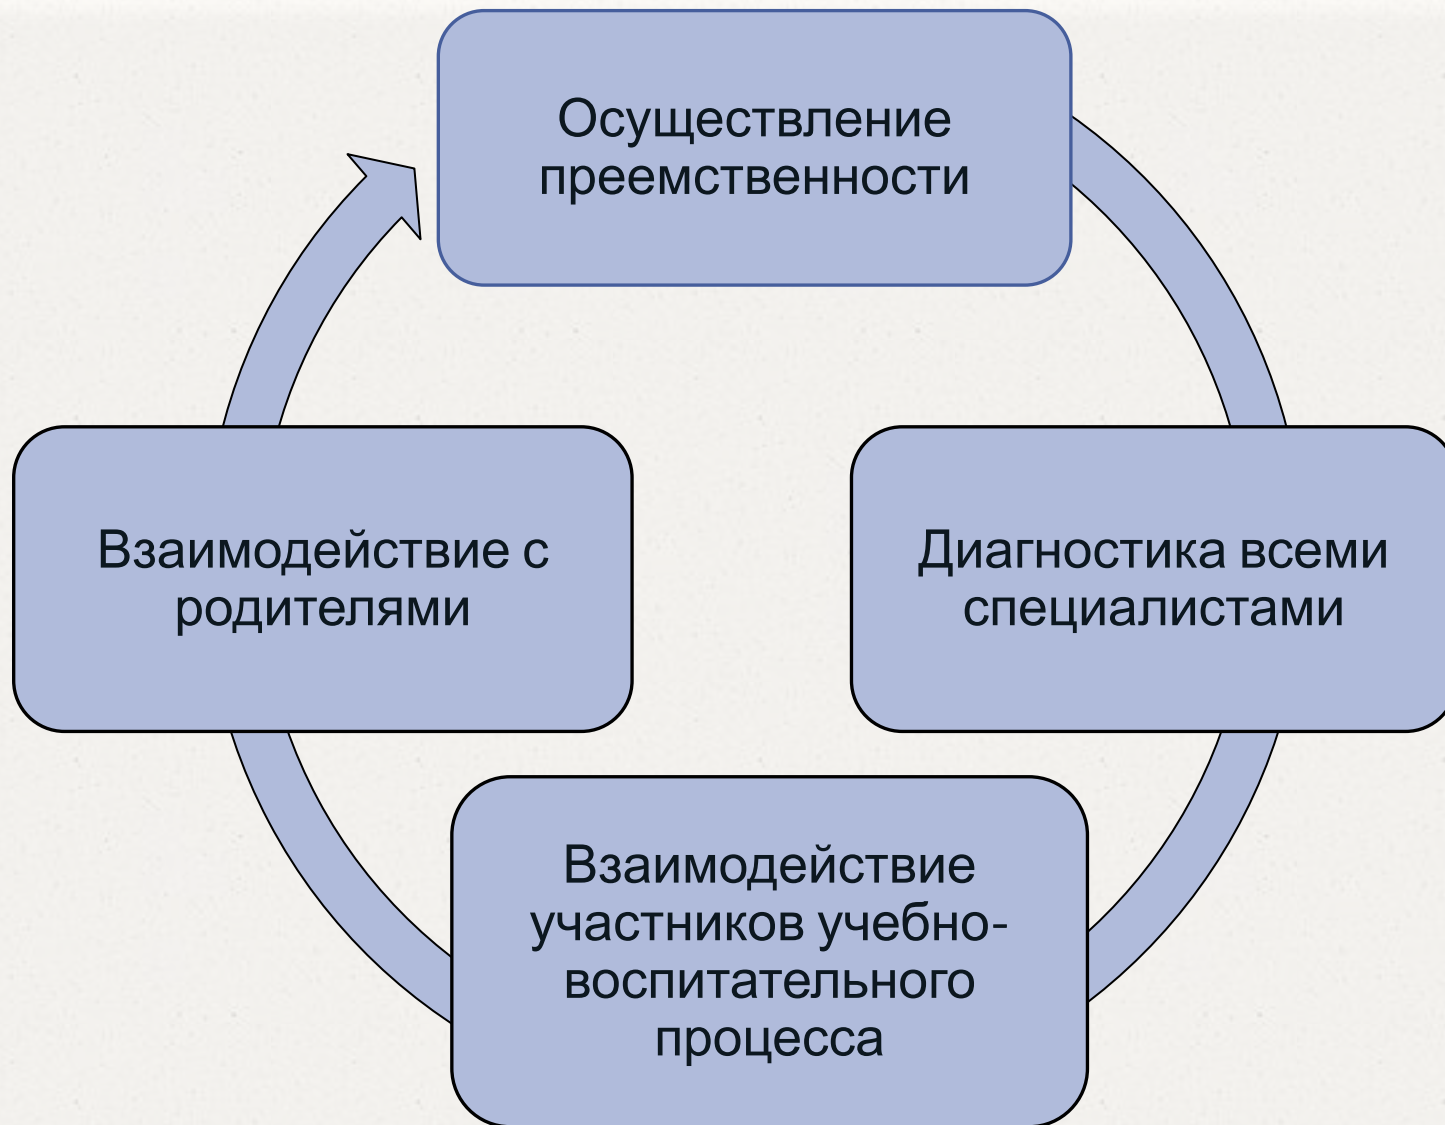 Осуществление
преемственности
Взаимодействие с
родителями
Диагностика всеми
специалистами
Взаимодействие
участников учебно-
воспитательного
процесса